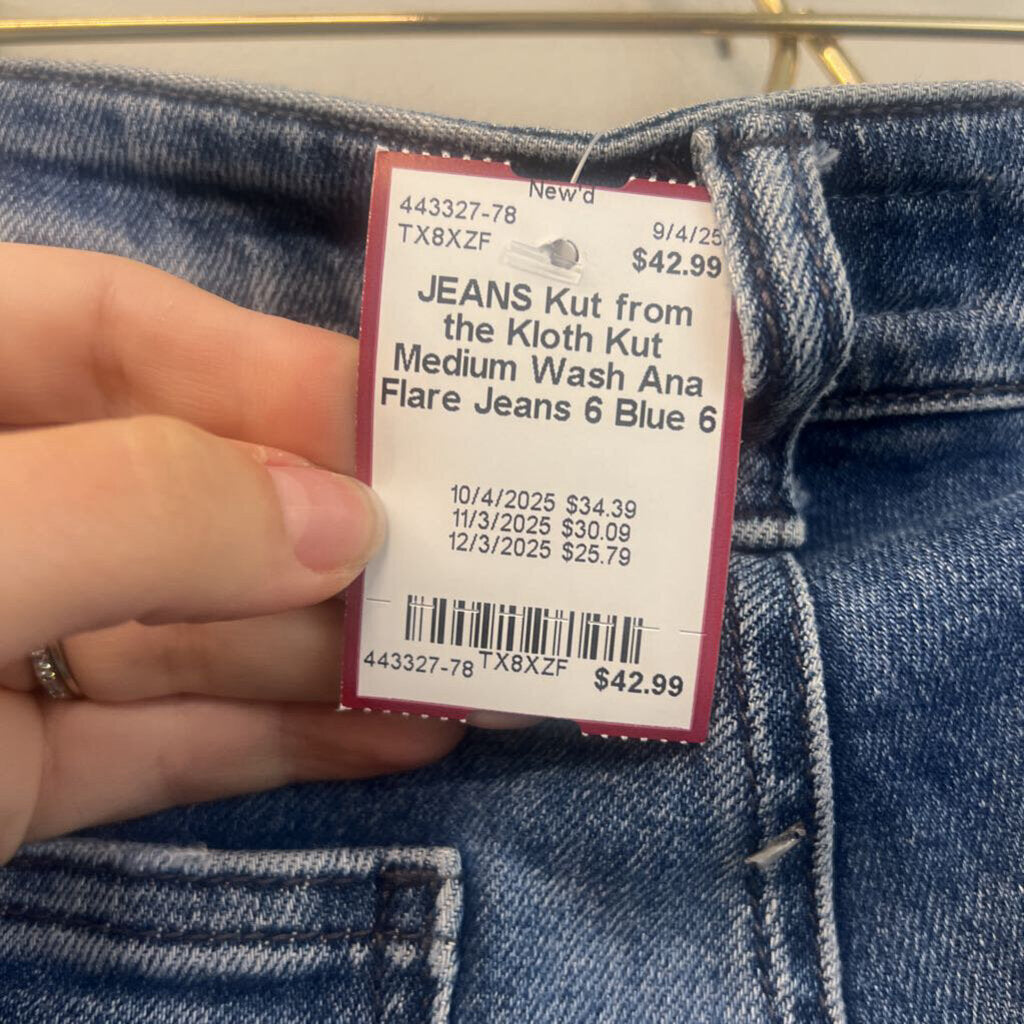 New'd
443327-78
TX8XZF
9/4/25
$42.99
JEANS Kut from
the Kloth Kut
Medium Wash Ana
Flare Jeans 6 Blue 6
10/4/2025 $34.39
11/3/2025 $30.09
12/3/2025 $25.79
443327-78 TX8XZF $42.99